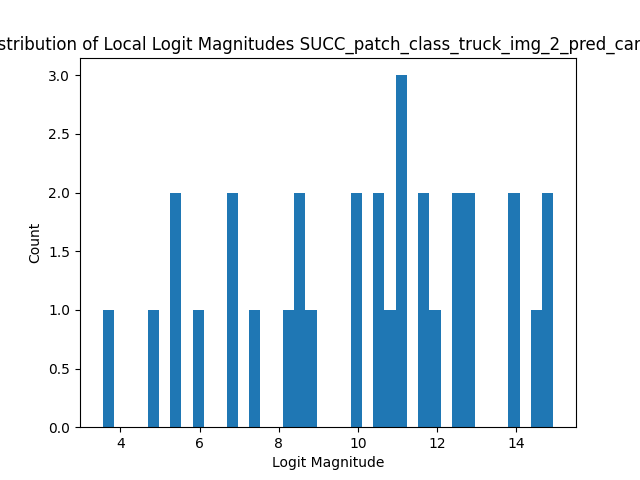 stribution of Local Logit Magnitudes SUCC_patch_class_truck_img_2_pred_car
3.0
2.5
2.0
1.5
1.0
0.5
0.0
Count
4 6 8 10 12 14
Logit Magnitude